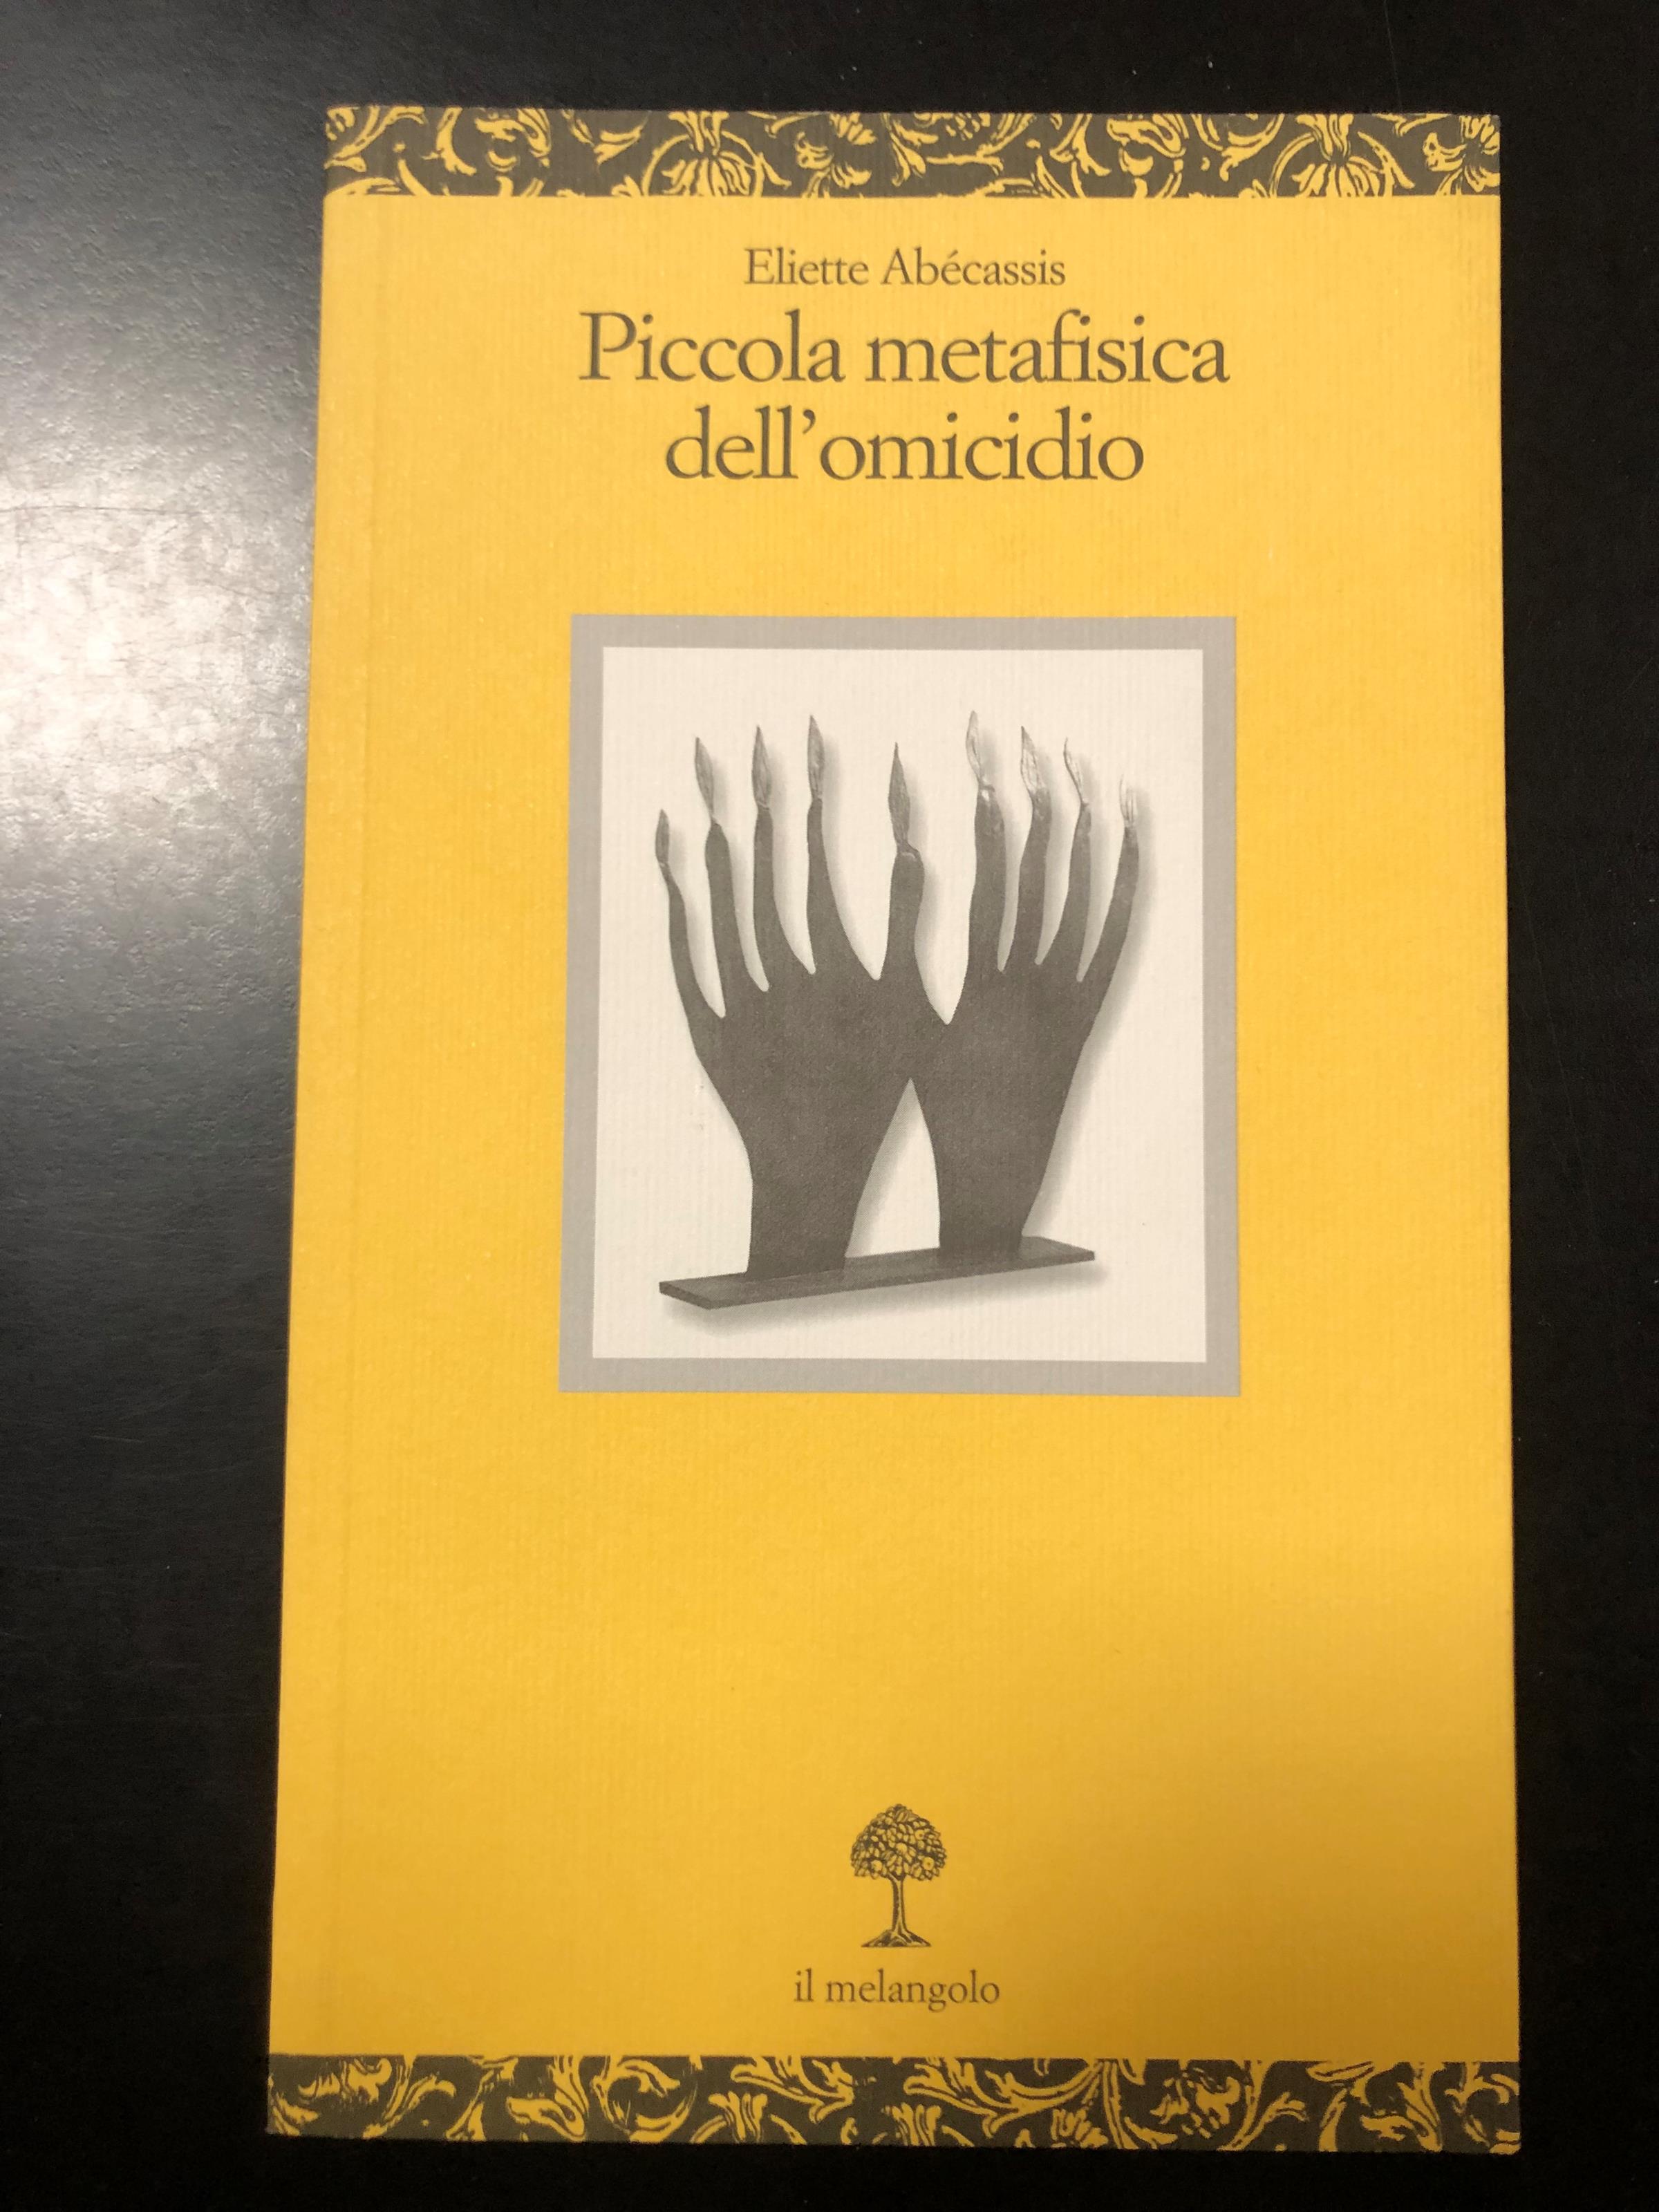 Eliette Abécassis
Piccola metafisica
dell’omicidio
il melangolo